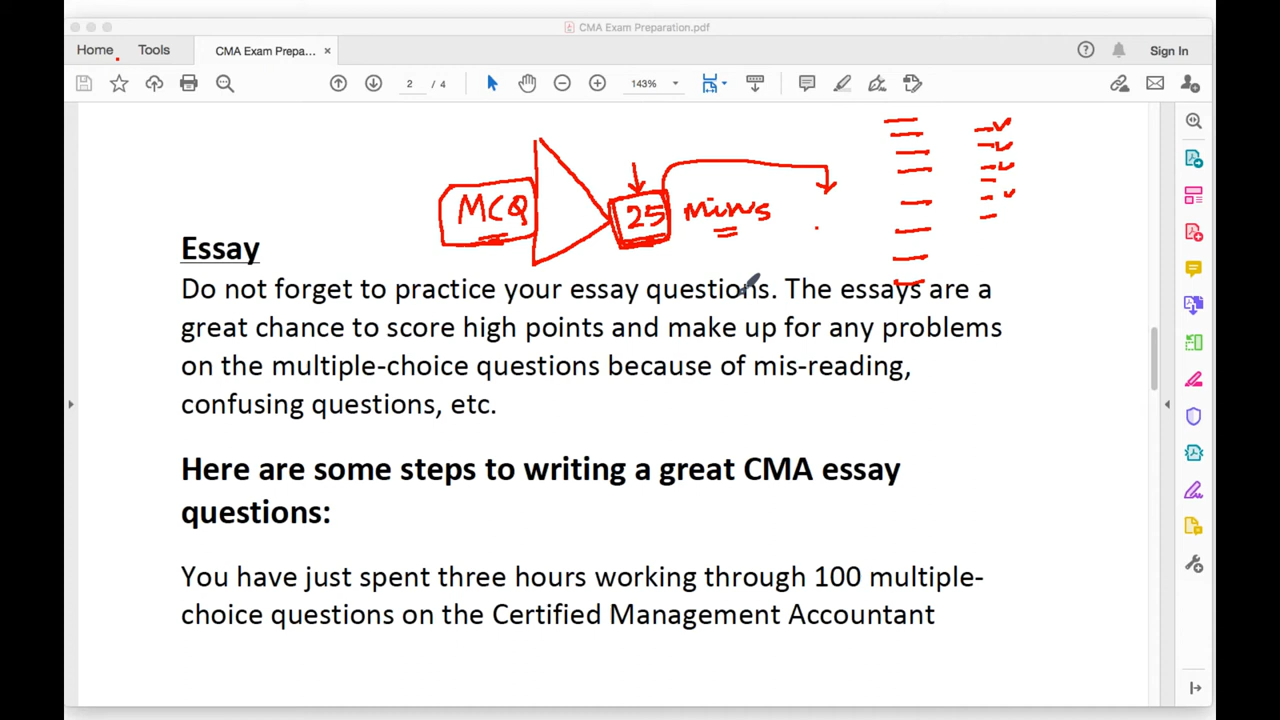 CMA Exam Preparation.pdf
Home Tools CMA Exam Prepa... × Sign In
2 / 4 143%
MCQ 25 mins
Essay
Do not forget to practice your essay questions. The essays are a
great chance to score high points and make up for any problems
on the multiple-choice questions because of mis-reading,
confusing questions, etc.
Here are some steps to writing a great CMA essay
questions:
You have just spent three hours working through 100 multiple-
choice questions on the Certified Management Accountant